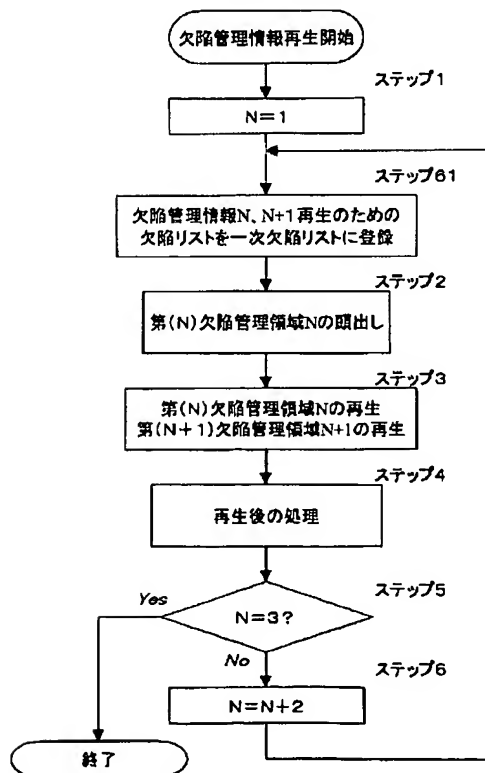 欠陥管理情報再生開始
ステップ1
N=1
ステップ61
欠陥管理情報N、N+1再生のための
欠陥リストを一次欠陥リストに登録
ステップ2
第(N)欠陥管理領域Nの頭出し
ステップ3
第(N)欠陥管理領域Nの再生
第(N+1)欠陥管理領域N+1の再生
ステップ4
再生後の処理
ステップ5
Yes
N=3?
No
ステップ6
N=N+2
終了